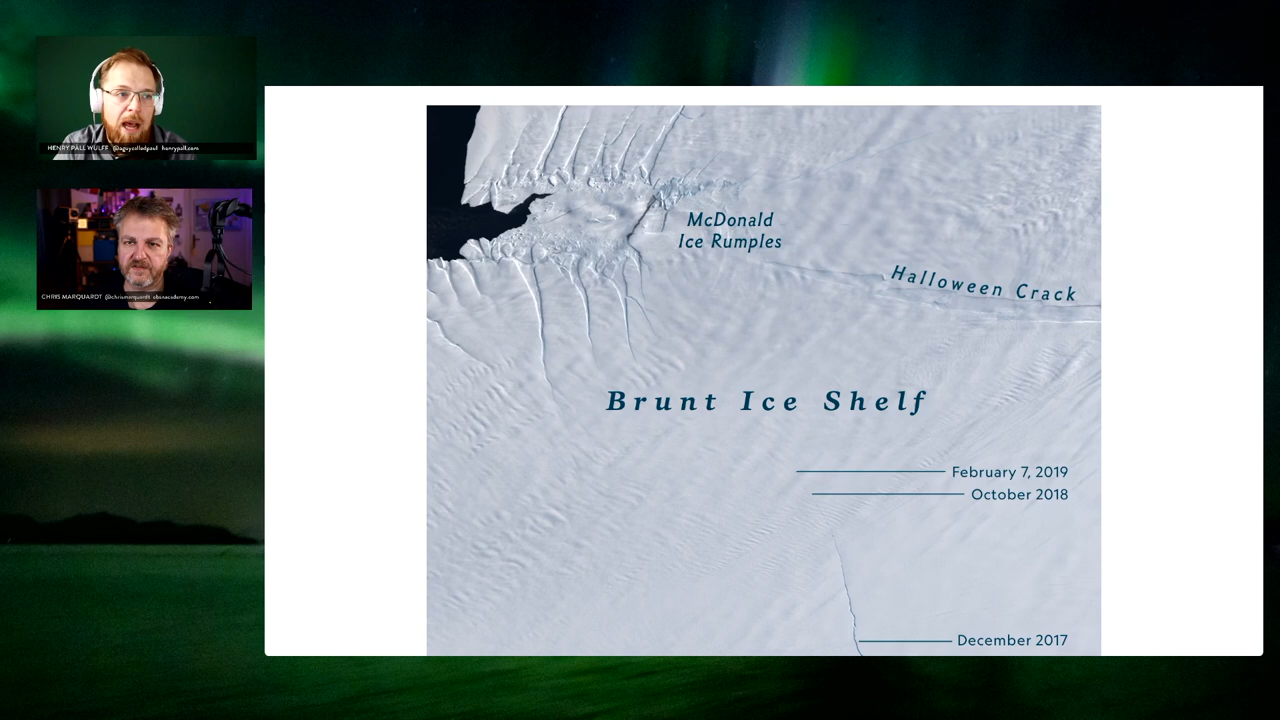 HENRY PALL WULFF @aguycalledpaul henrypall.com
CHRIS MARQUARDT @chrismarquardt absnacademy.com
McDonald
Ice Rumples
Halloween Crack
Brunt Ice Shelf
February 7, 2019
October 2018
December 2017